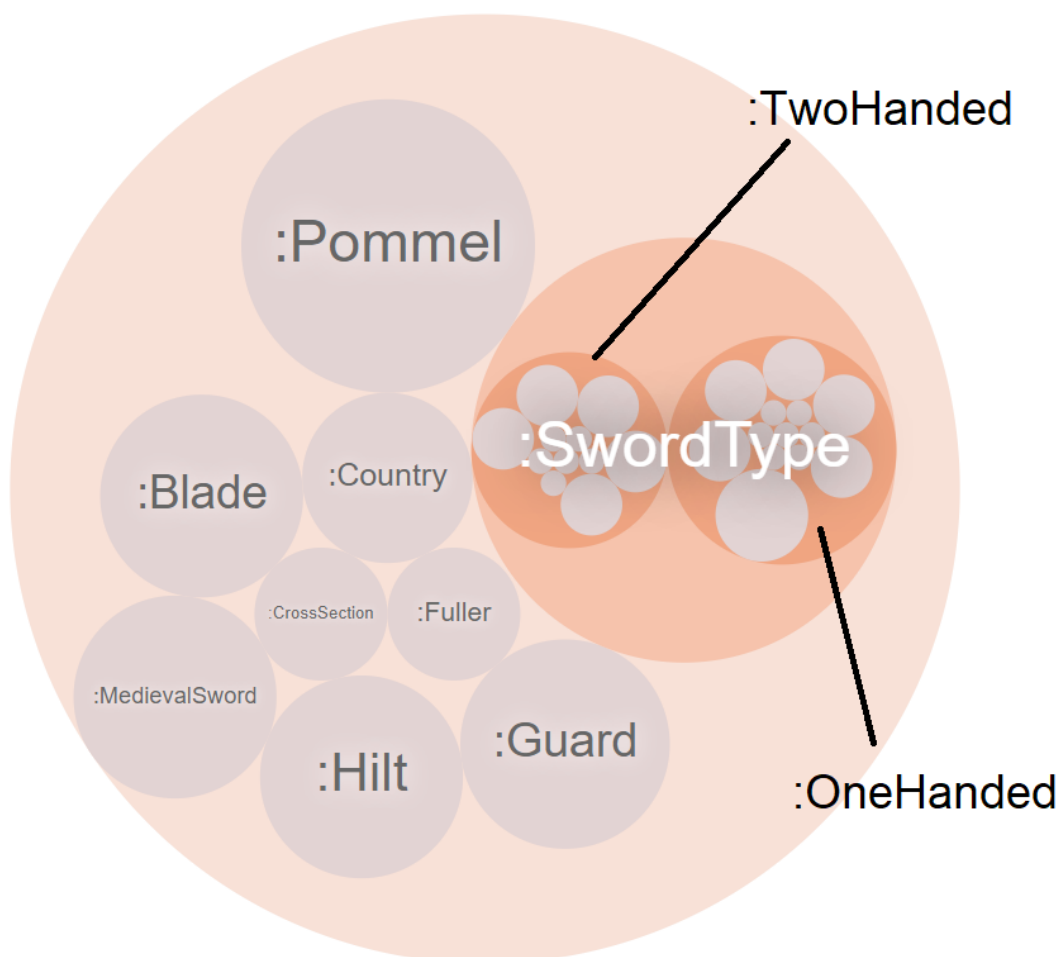 :TwoHanded
:Pommel
:SwordType
:Country
:Blade
:CrossSection
:Fuller
:MedievalSword
:Guard
:Hilt
:OneHanded